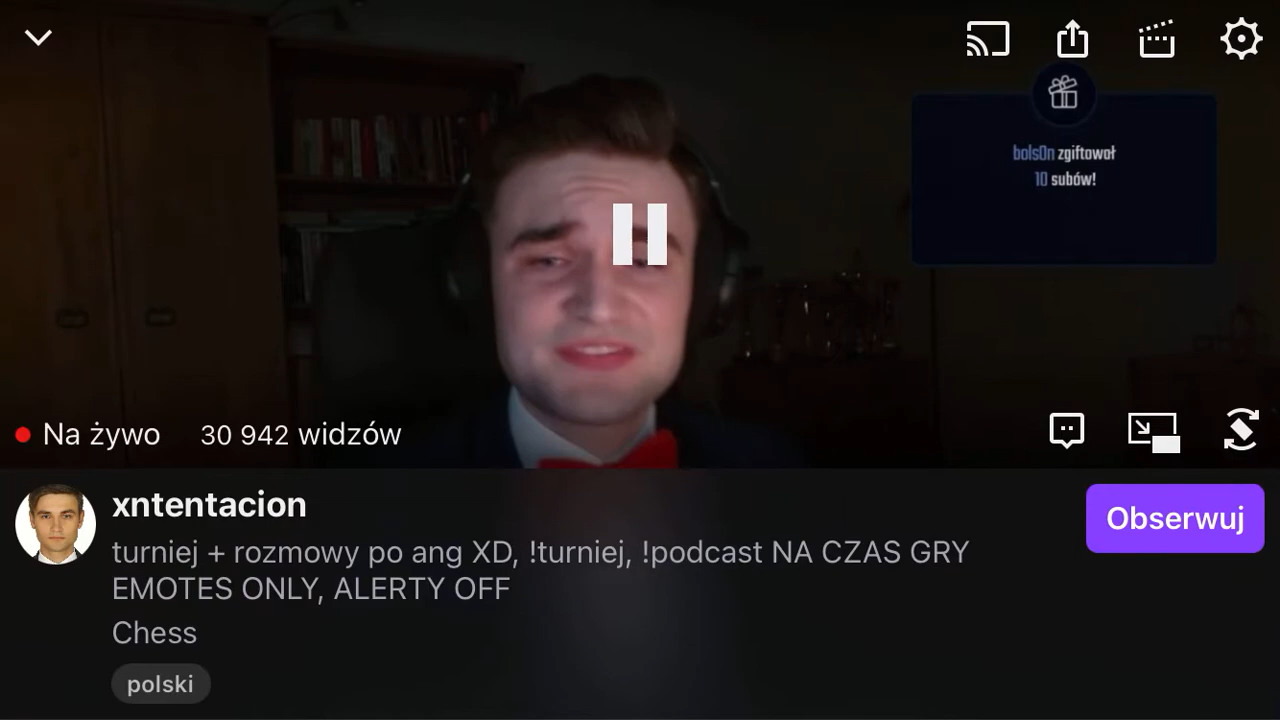 bols0n zgiftował
10 subów!
Na żywo 30 942 widzów
xntentacion
Obserwuj
turniej + rozmowy po ang XD, !turniej, !podcast NA CZAS GRY
EMOTES ONLY, ALERTY OFF
Chess
polski